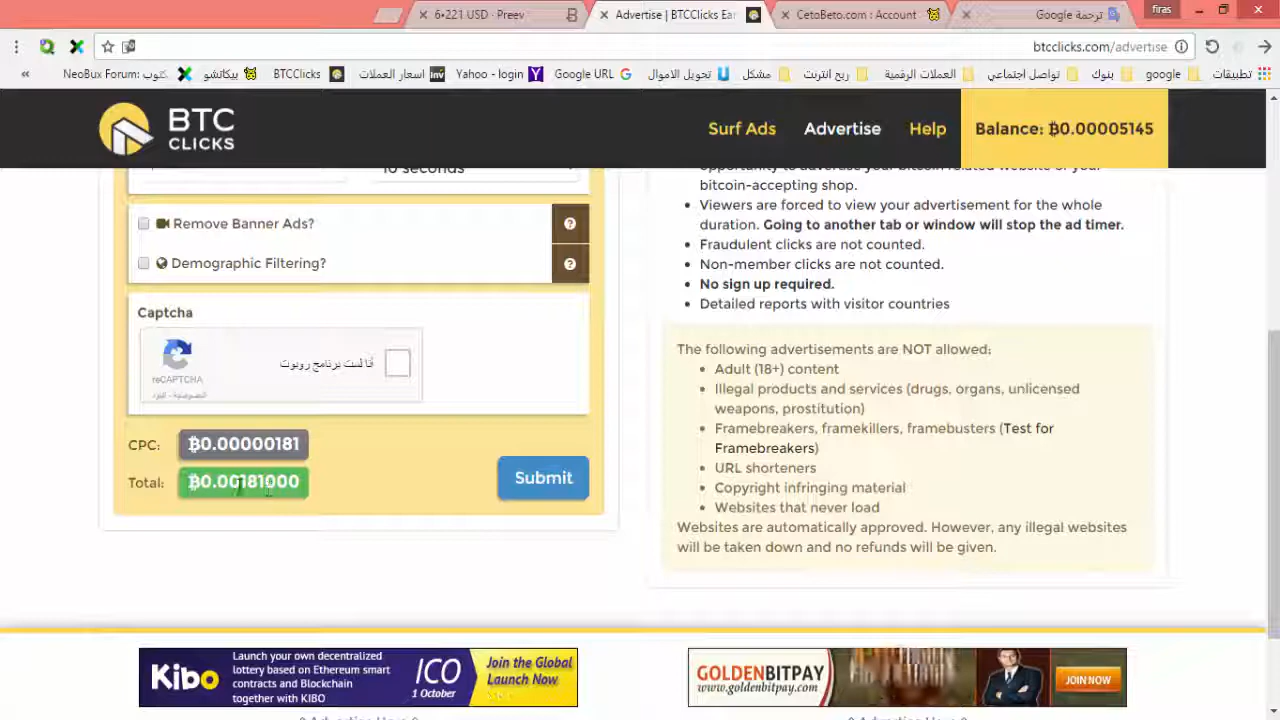 6•221 USD - Preev
Advertise | BTCClicks Ear
CetoBeto.com : Account
ترجمة Google
firas
btcclicks.com/advertise
NeoBux Forum: كتوب
بيكاتشو
BTCClicks
اسعار العملات
Yahoo - login
Google URL
تحويل الاموال
مشكل
ربح انترنت
العملات الرقمية
تواصل اجتماعي
بنوك
google
تطبيقات
BTC
CLICKS
Surf Ads
Advertise
Help
Balance: ₿0.00005145
10 seconds
Remove Banner Ads?
Demographic Filtering?
Captcha
أنا لست برنامج روبوت
reCAPTCHA
الخصوصية - البنود
CPC: ₿0.00000181
Total: ₿0.00181000
Submit
Opportunity to advertise your bitcoin related website or your
bitcoin-accepting shop.
Viewers are forced to view your advertisement for the whole
duration. Going to another tab or window will stop the ad timer.
Fraudulent clicks are not counted.
Non-member clicks are not counted.
No sign up required.
Detailed reports with visitor countries
The following advertisements are NOT allowed:
Adult (18+) content
Illegal products and services (drugs, organs, unlicensed
weapons, prostitution)
Framebreakers, framekillers, framebusters (Test for
Framebreakers)
URL shorteners
Copyright infringing material
Websites that never load
Websites are automatically approved. However, any illegal websites
will be taken down and no refunds will be given.
Kibo
Launch your own decentralized
lottery based on Ethereum smart
contracts and Blockchain
together with KIBO
ICO
1 October
Join the Global
Launch Now
GOLDENBITPAY
www.goldenbitpay.com
JOIN NOW